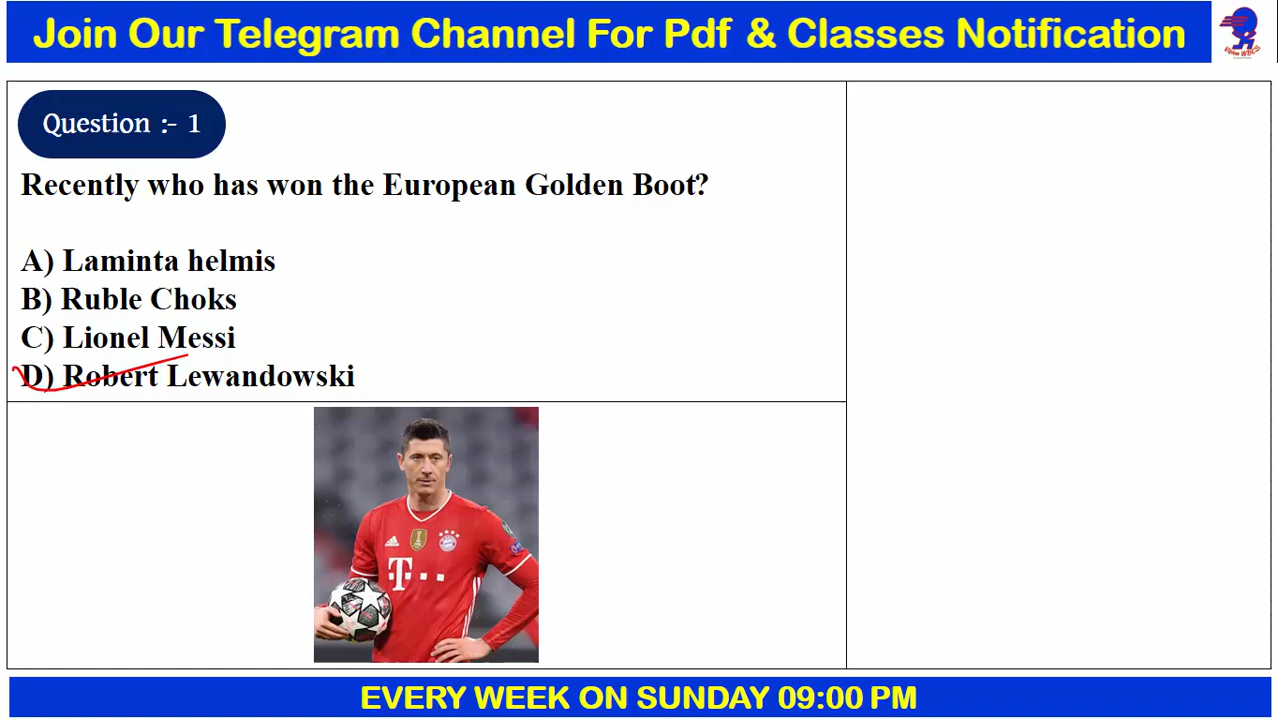 Join Our Telegram Channel For Pdf & Classes Notification
Question :- 1
Recently who has won the European Golden Boot?
A) Laminta helmis
B) Ruble Choks
C) Lionel Messi
D) Robert Lewandowski
T
EVERY WEEK ON SUNDAY 09:00 PM